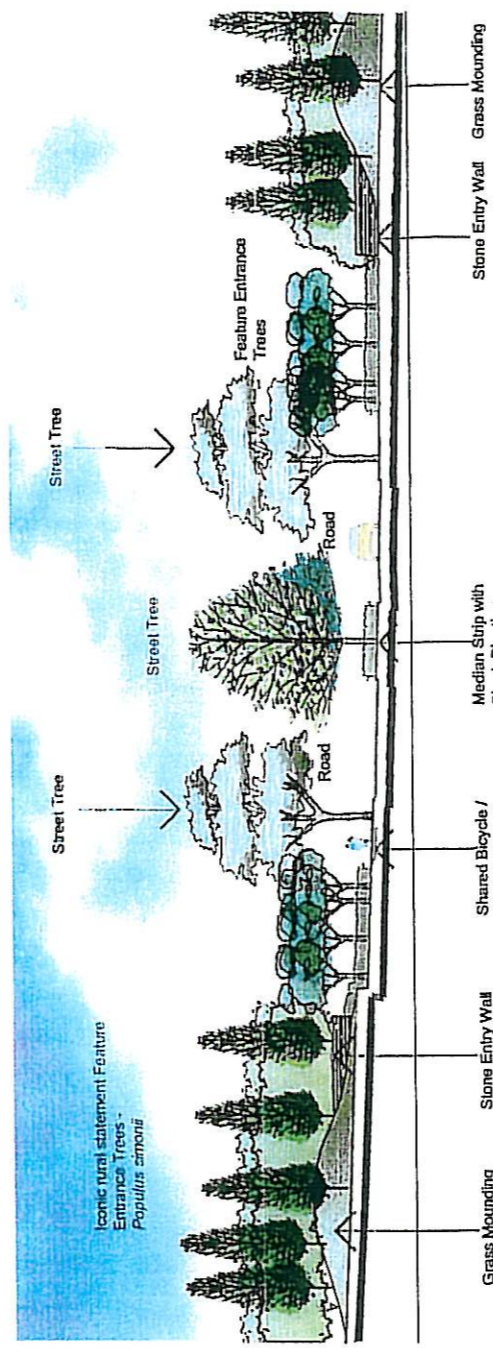 Iconic rural statement Feature
Entrance Trees -
Populus simonii
Street Tree
Street Tree
Street Tree
Feature Entrance
Trees
Road
Road
Grass Mounding
Stone Entry Wall
Shared Bicycle /
Median Strip with
Stone Entry Wall
Grass Mounding